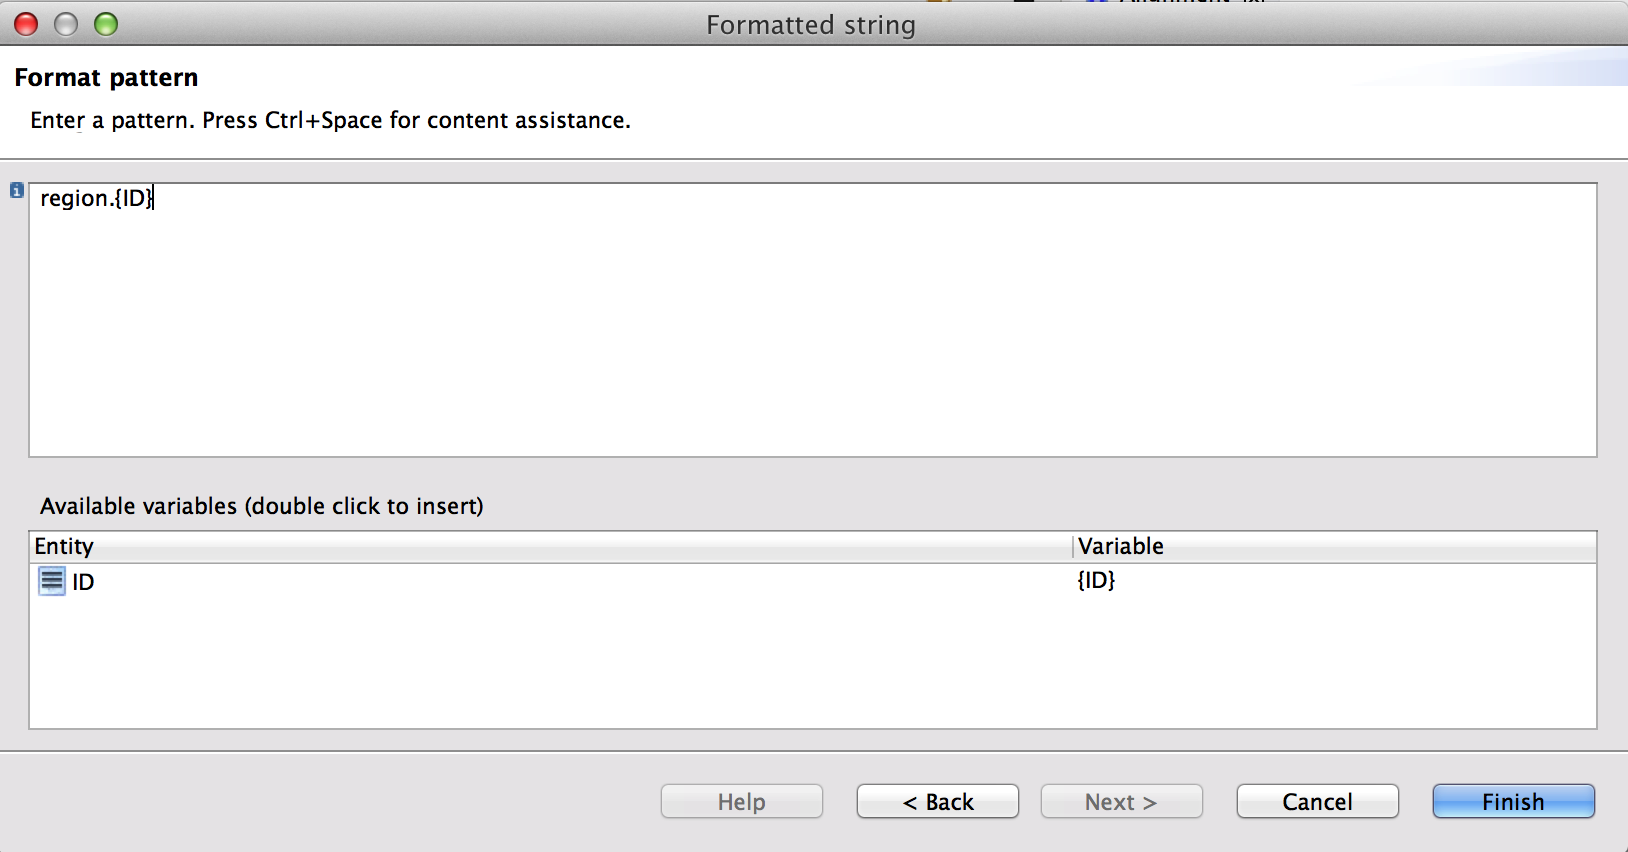 Formatted string
Format pattern
Enter a pattern. Press Ctrl+Space for content assistance.
region.{ID}
Available variables (double click to insert)
Entity Variable
ID {ID}
Help < Back Next > Cancel Finish